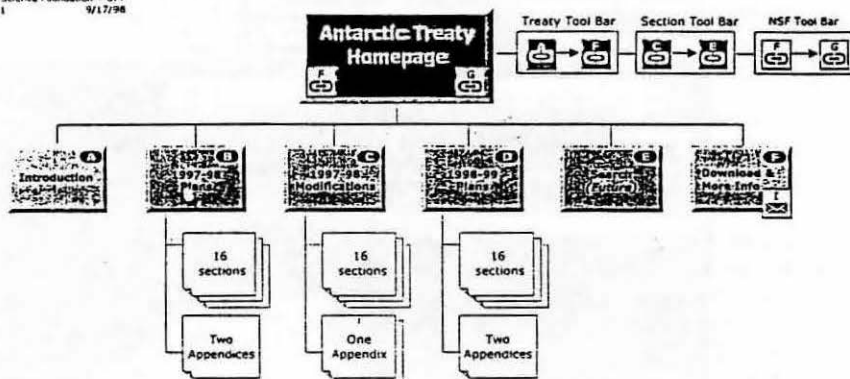 1 9/17/98
Antarctic Treaty
Homepage
F
G
Treaty Tool Bar
A
F
Section Tool Bar
C
E
NSF Tool Bar
F
G
A
Introduction
B
1997-98
Plans
C
1997-98
Modifications
D
1998-99
Plans
E
Search
(Future)
F
Download &
More Info
I
16
sections
16
sections
16
sections
Two
Appendices
One
Appendix
Two
Appendices